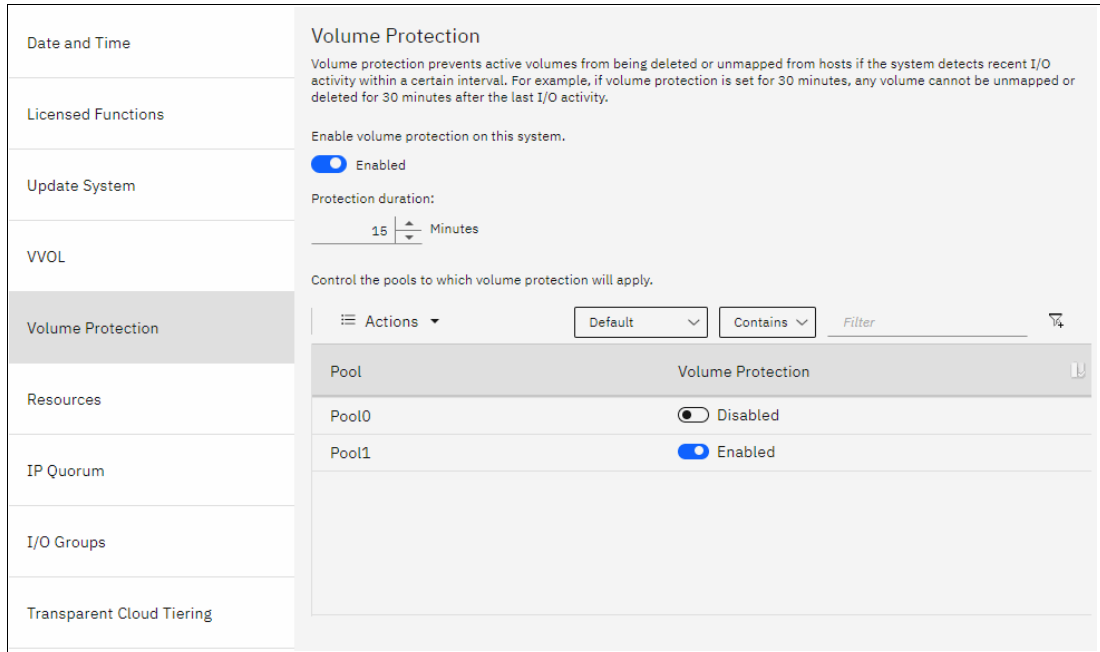 Date and Time
Licensed Functions
Update System
VVOL
Volume Protection
Resources
IP Quorum
I/O Groups
Transparent Cloud Tiering
Volume Protection
Volume protection prevents active volumes from being deleted or unmapped from hosts if the system detects recent I/O
activity within a certain interval. For example, if volume protection is set for 30 minutes, any volume cannot be unmapped or
deleted for 30 minutes after the last I/O activity.
Enable volume protection on this system.
Enabled
Protection duration:
15 Minutes
Control the pools to which volume protection will apply.
Actions Default Contains Filter
Pool Volume Protection
Pool0 Disabled
Pool1 Enabled